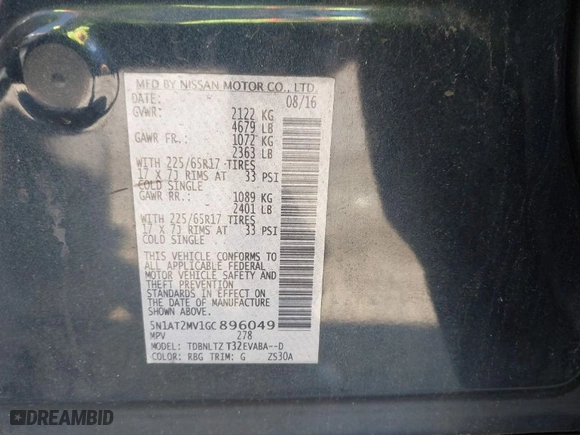 MFD BY NISSAN MOTOR CO., LTD.
DATE: 08/16
GVWR: 2122 KG
4679 LB
GAWR FR.: 1072 KG
2363 LB
WITH 225/65R17 TIRES
17 X 7J RIMS AT 33 PSI
COLD SINGLE
GAWR RR.: 1089 KG
2401 LB
WITH 225/65R17 TIRES
17 X 7J RIMS AT 33 PSI
COLD SINGLE
THIS VEHICLE CONFORMS TO
ALL APPLICABLE FEDERAL
MOTOR VEHICLE SAFETY AND
THEFT PREVENTION
STANDARDS IN EFFECT ON
THE DATE OF MANUFACTURE
SHOWN ABOVE.
5N1AT2MV1GC896049
MPV 278
MODEL: TDBNLTZ T32EVABA--D
COLOR: RBG TRIM: G ZS30A
DREAMBID